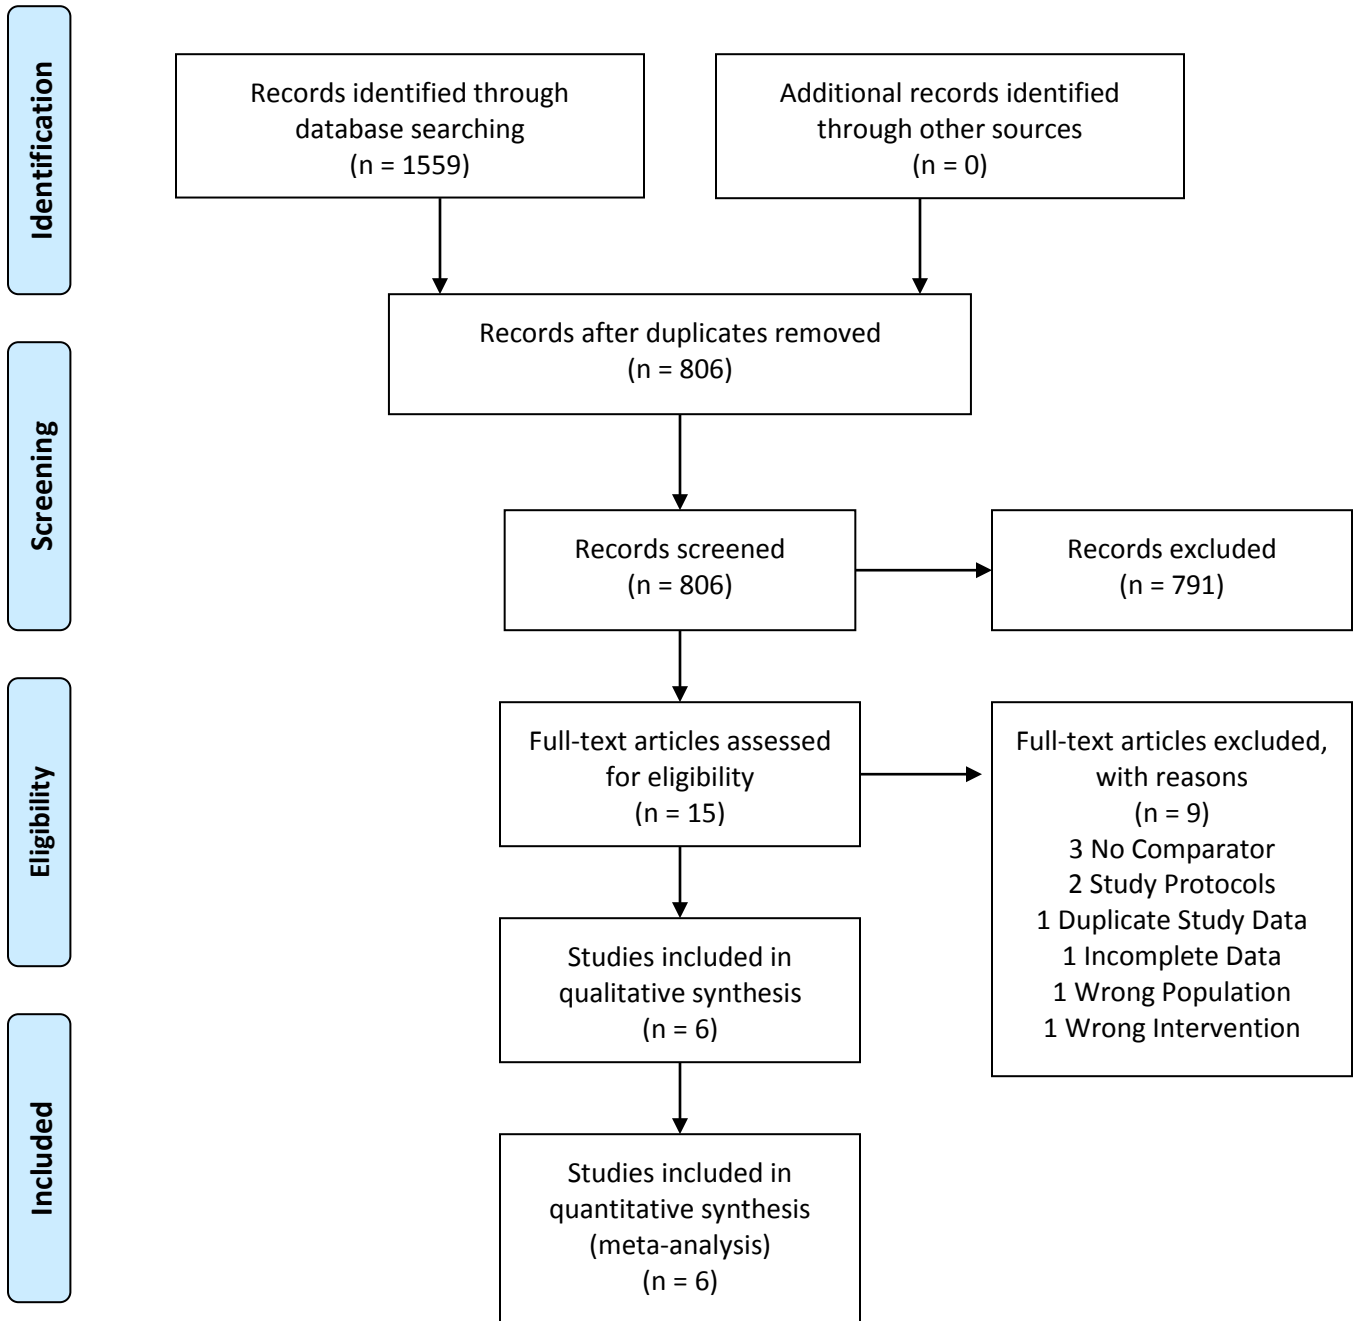 Identification
Records identified through
database searching
(n = 1559)
Additional records identified
through other sources
(n = 0)
Records after duplicates removed
(n = 806)
Screening
Records screened
(n = 806)
Records excluded
(n = 791)
Eligibility
Full-text articles assessed
for eligibility
(n = 15)
Full-text articles excluded,
with reasons
(n = 9)
3 No Comparator
2 Study Protocols
1 Duplicate Study Data
1 Incomplete Data
1 Wrong Population
1 Wrong Intervention
Studies included in
qualitative synthesis
(n = 6)
Included
Studies included in
quantitative synthesis
(meta-analysis)
(n = 6)